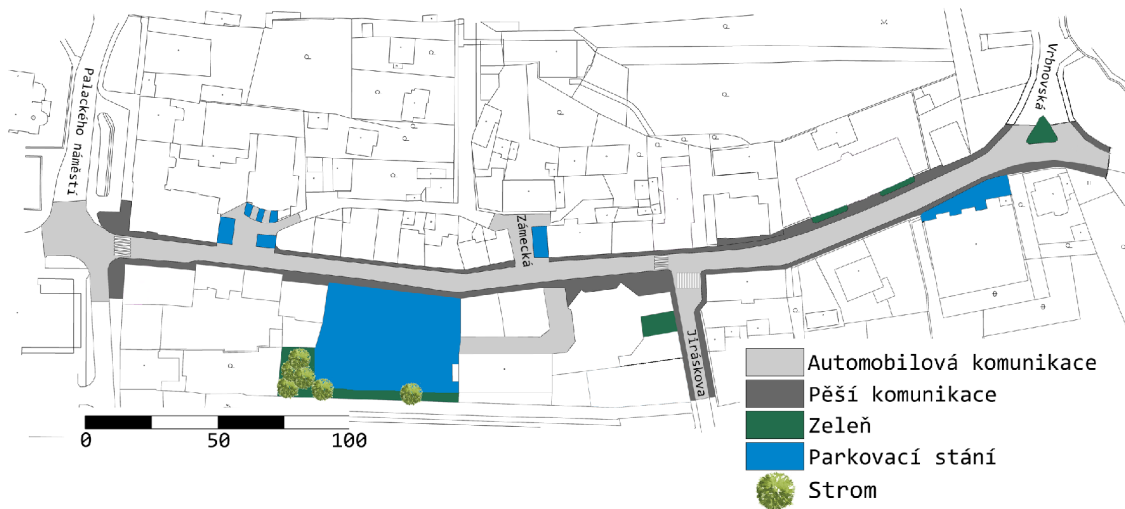 Palackého náměstí
Vrbnovská
Zámecká
Jiráskova
0 50 100
Automobilová komunikace
Pěší komunikace
Zeleň
Parkovací stání
Strom